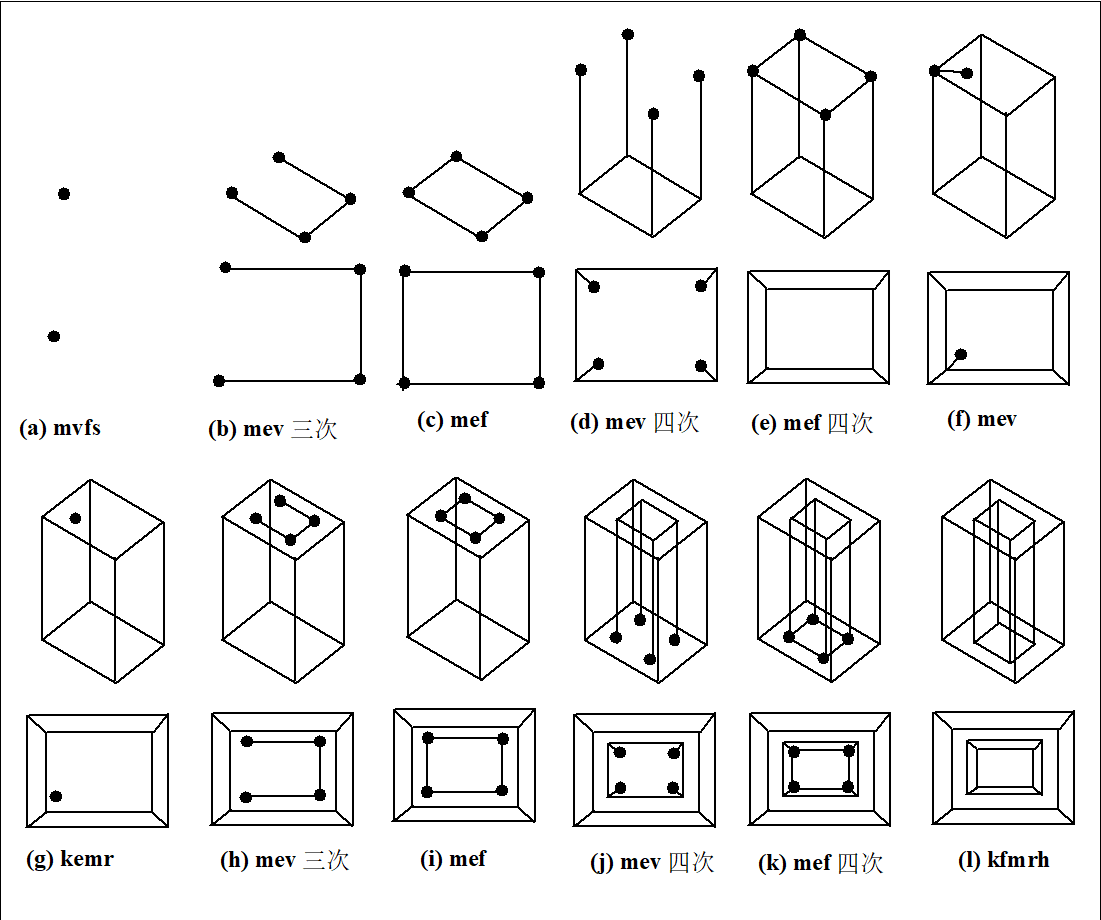 (a) mvfs
(b) mev 三次
(c) mef
(d) mev 四次
(e) mef 四次
(f) mev
(g) kemr
(h) mev 三次
(i) mef
(j) mev 四次
(k) mef 四次
(l) kfmrh